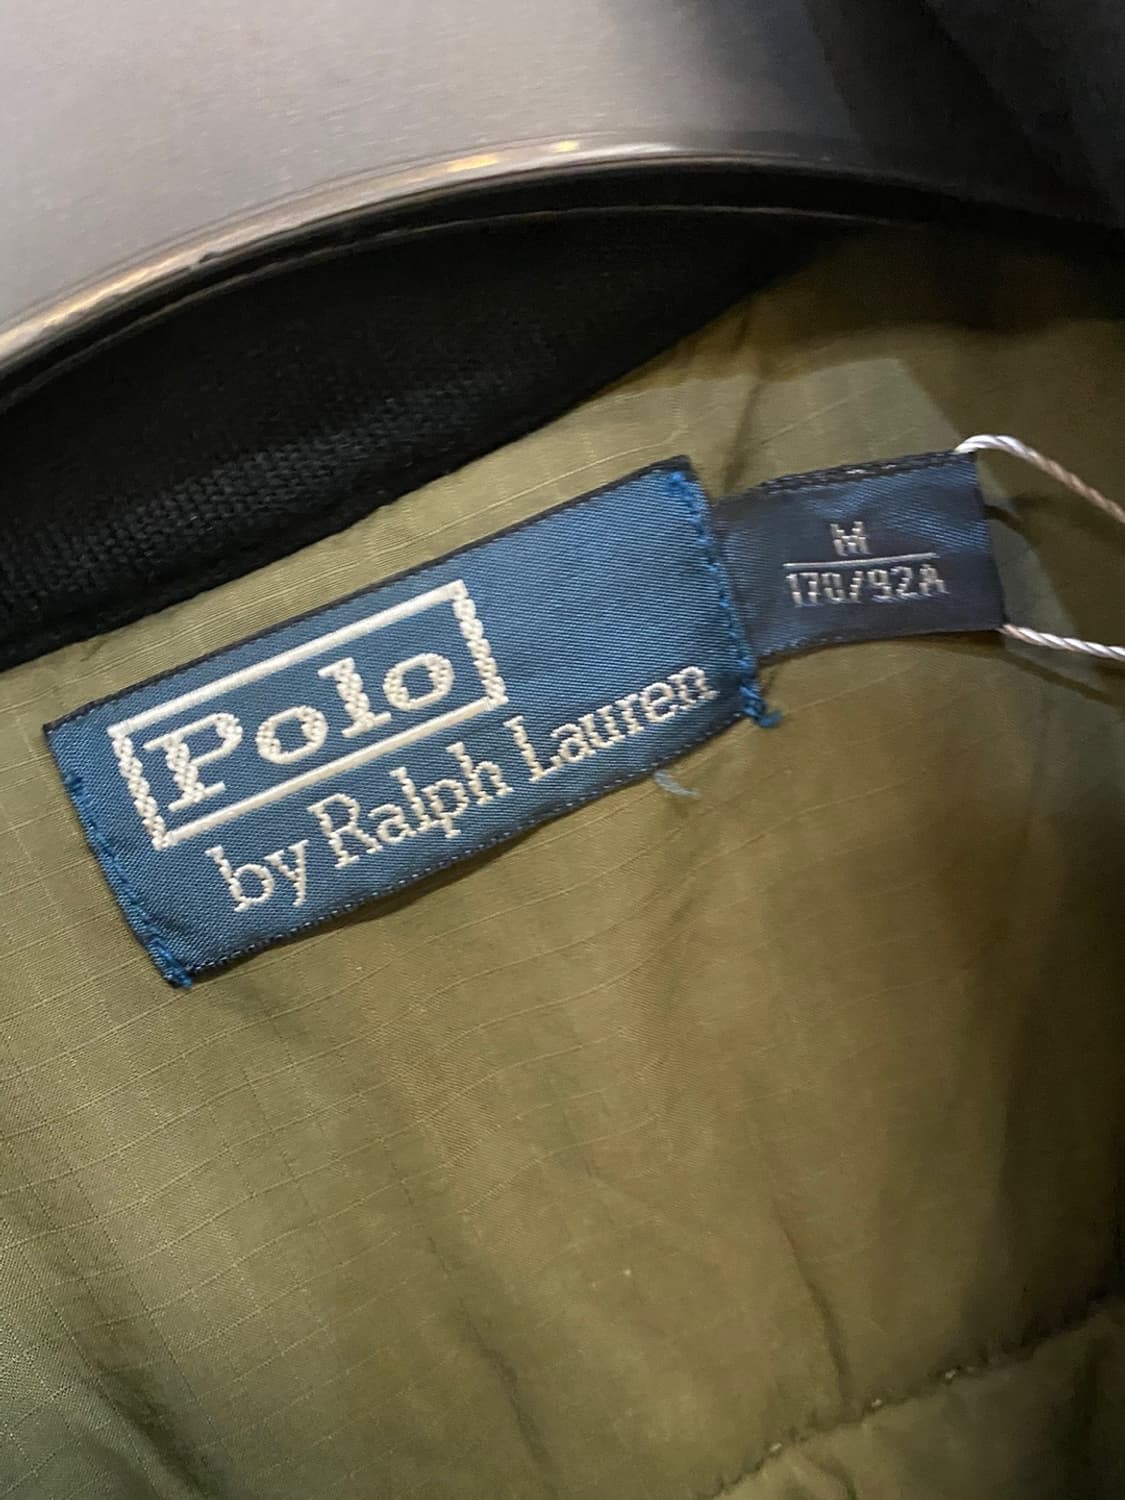 Polo
by Ralph Lauren
M
170/92A